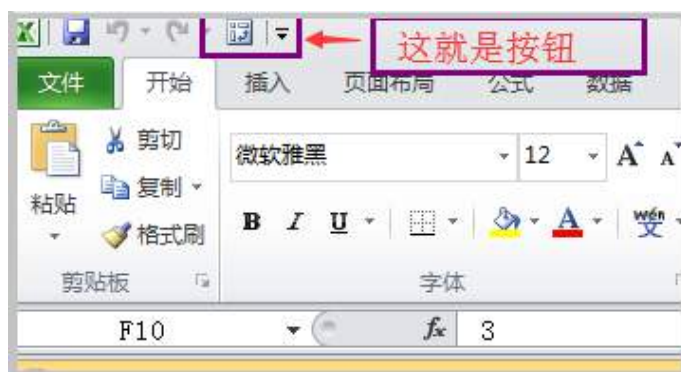 这就是按钮
文件 开始 插入 页面布局 公式 数据
剪切
微软雅黑 12 A A
复制
粘贴
B I U A wén 文
格式刷
剪贴板 字体
F10 fx 3